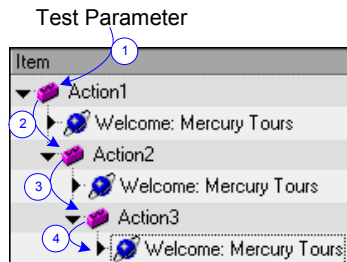 Test Parameter
1
Item
Action1
2
Welcome: Mercury Tours
Action2
3
Welcome: Mercury Tours
Action3
4
Welcome: Mercury Tours